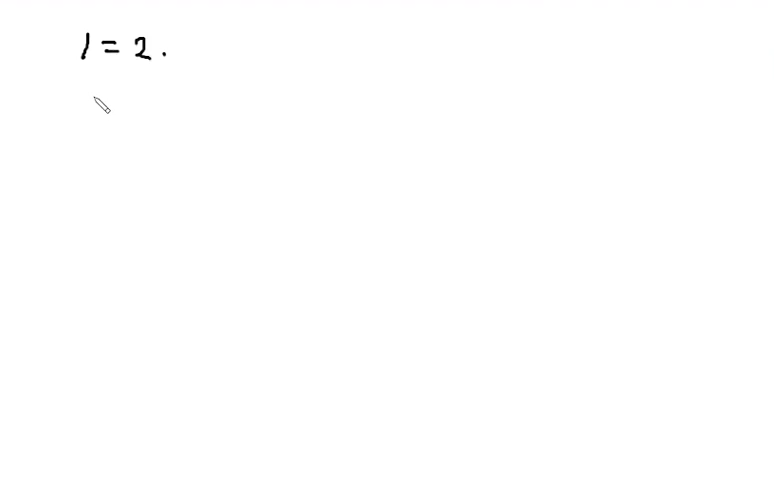 1 = 2.